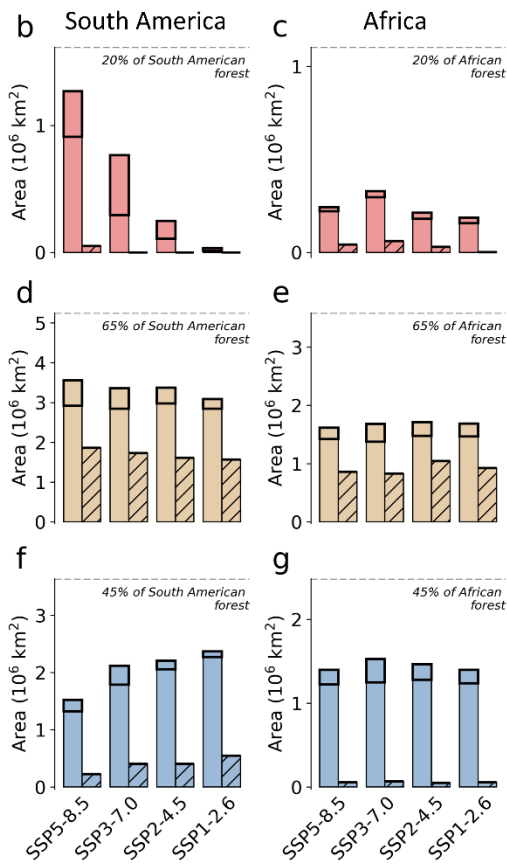 South America
Africa
b
c
20% of South American
forest
20% of African
forest
Area (10⁶ km²)
1
0
Area (10⁶ km²)
1
0
d
e
65% of South American
forest
65% of African
forest
Area (10⁶ km²)
5
4
3
2
1
0
Area (10⁶ km²)
3
2
1
0
f
g
45% of South American
forest
45% of African
forest
Area (10⁶ km²)
3
2
1
0
Area (10⁶ km²)
2
1
0
SSP5-8.5
SSP3-7.0
SSP2-4.5
SSP1-2.6
SSP5-8.5
SSP3-7.0
SSP2-4.5
SSP1-2.6